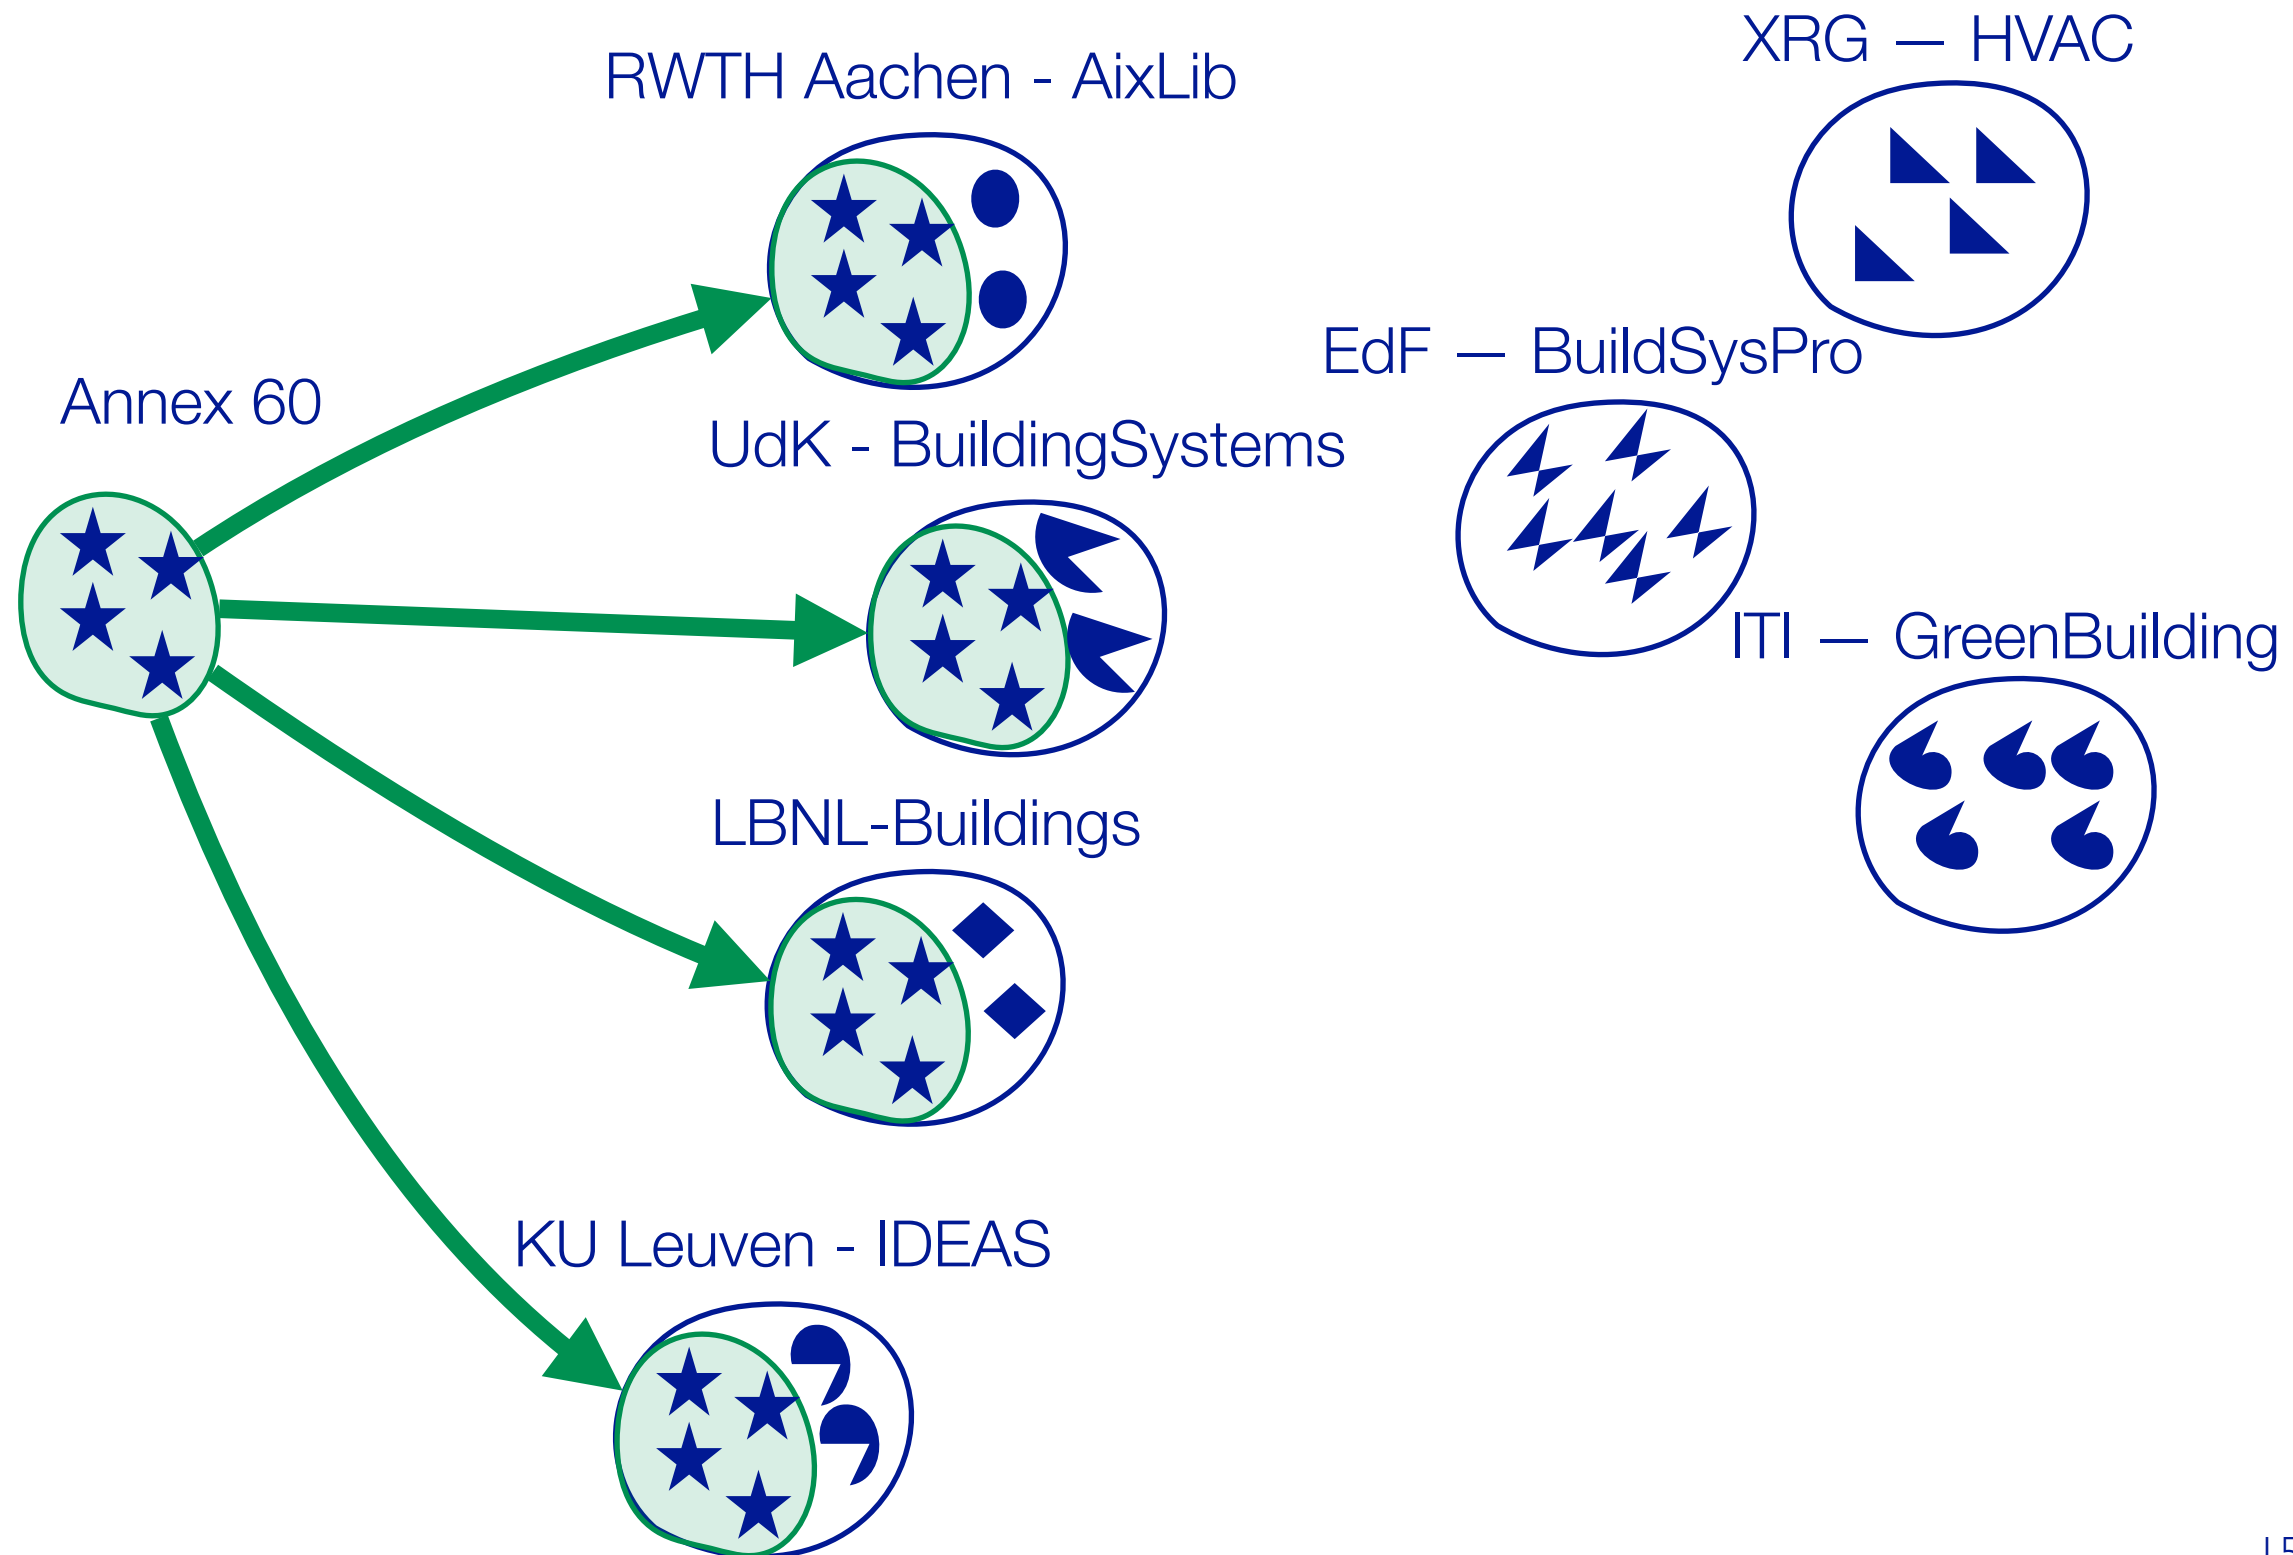 XRG — HVAC
RWTH Aachen - AixLib
EdF — BuildSysPro
Annex 60
UdK - BuildingSystems
ITI — GreenBuilding
LBNL-Buildings
KU Leuven - IDEAS